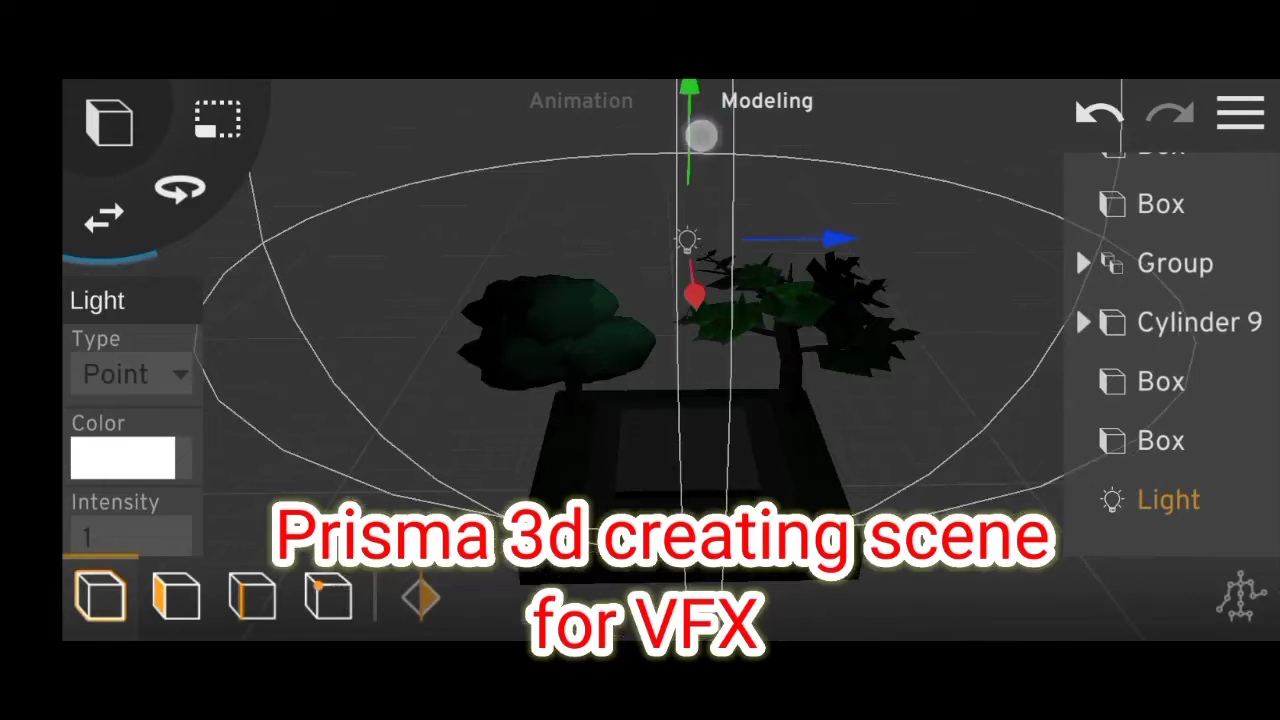 Animation
Modeling
Box
Group
Cylinder 9
Box
Box
Light
Light
Type
Point
Color
Intensity
1
Prisma 3d creating scene
for VFX